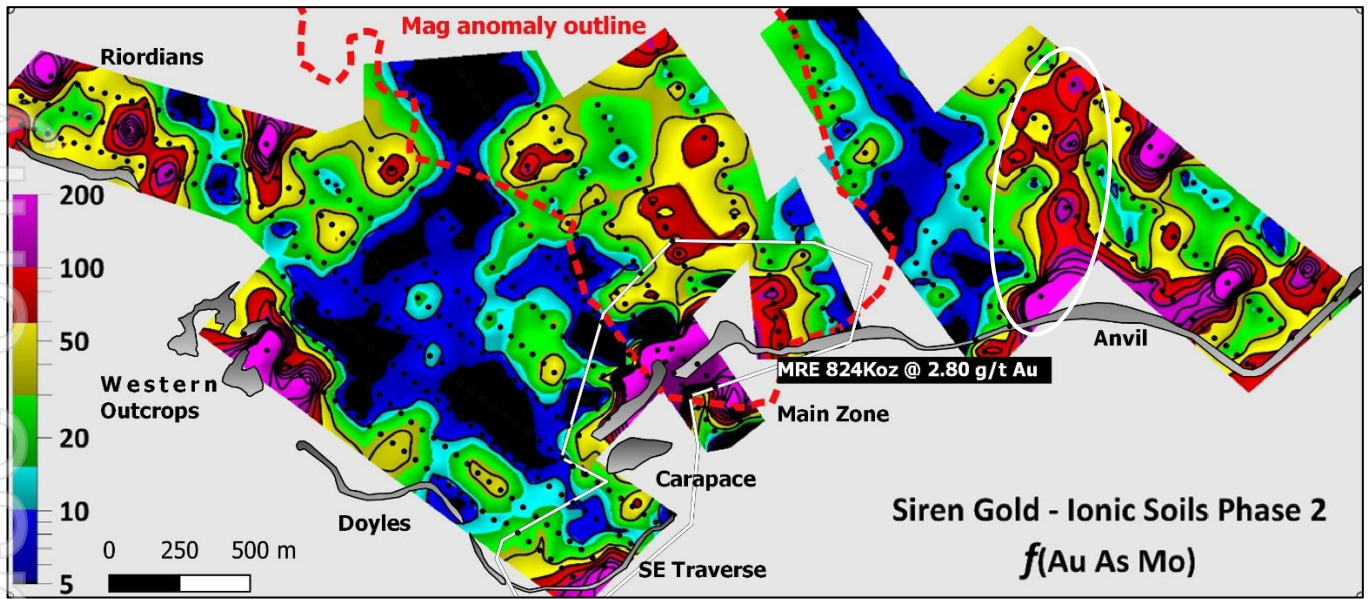 Mag anomaly outline
Riordians
200
100
50
20
10
5
Western
Outcrops
Doyles
0 250 500 m
MRE 824Koz @ 2.80 g/t Au
Main Zone
Carapace
SE Traverse
Anvil
Siren Gold - Ionic Soils Phase 2
f(Au As Mo)